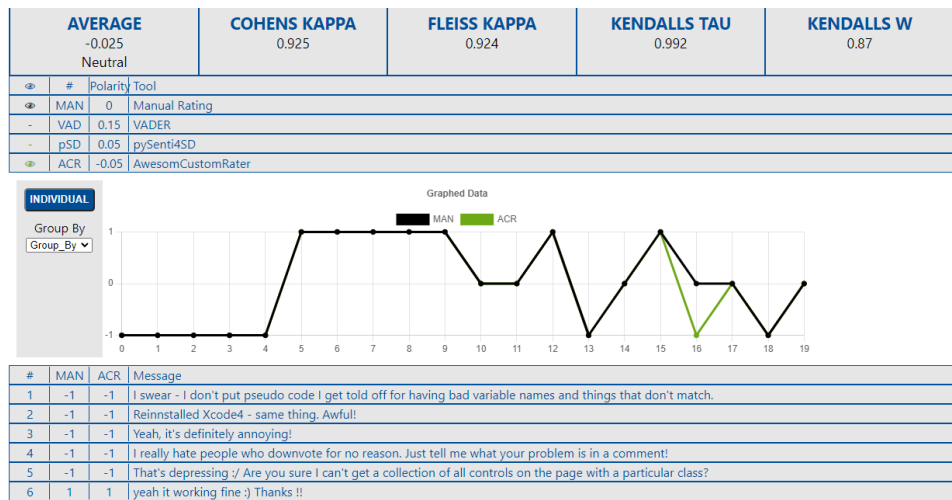 AVERAGE COHENS KAPPA FLEISS KAPPA KENDALLS TAU KENDALLS W
-0.025 0.925 0.924 0.992 0.87
Neutral
# Polarity Tool
MAN 0 Manual Rating
- VAD 0.15 VADER
- pSD 0.05 pySenti4SD
ACR -0.05 AwesomCustomRater
INDIVIDUAL
Group By
Group_By
Graphed Data
MAN ACR
1
0
-1
0 1 2 3 4 5 6 7 8 9 10 11 12 13 14 15 16 17 18 19
# MAN ACR Message
1 -1 -1 I swear - I don't put pseudo code I get told off for having bad variable names and things that don't match.
2 -1 -1 Reinnstalled Xcode4 - same thing. Awful!
3 -1 -1 Yeah, it's definitely annoying!
4 -1 -1 I really hate people who downvote for no reason. Just tell me what your problem is in a comment!
5 -1 -1 That's depressing :/ Are you sure I can't get a collection of all controls on the page with a particular class?
6 1 1 yeah it working fine :) Thanks !!